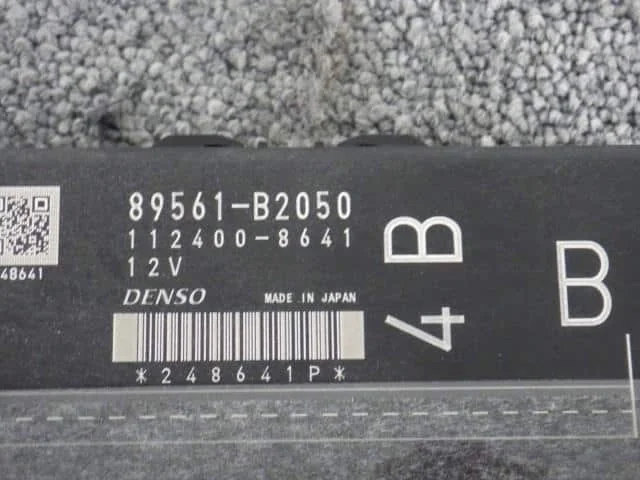 89561-B2050
112400-8641
12V
DENSO MADE IN JAPAN
*248641P*
48641
4B
B